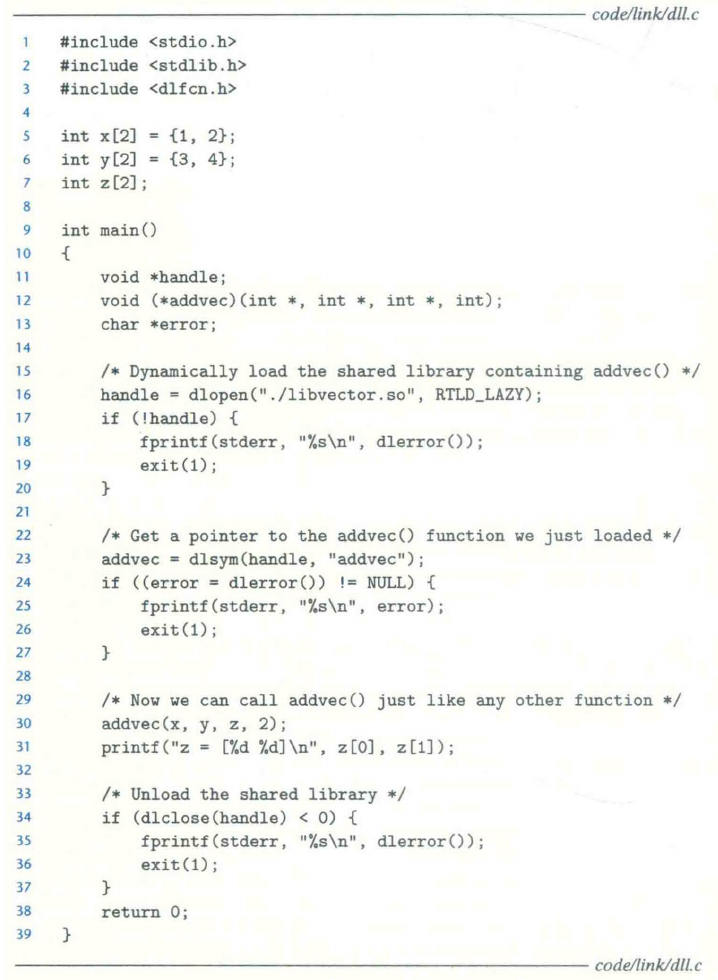 code/link/dll.c
1 #include <stdio.h>
2 #include <stdlib.h>
3 #include <dlfcn.h>
4
5 int x[2] = {1, 2};
6 int y[2] = {3, 4};
7 int z[2];
8
9 int main()
10 {
11     void *handle;
12     void (*addvec)(int *, int *, int *, int);
13     char *error;
14
15     /* Dynamically load the shared library containing addvec() */
16     handle = dlopen("./libvector.so", RTLD_LAZY);
17     if (!handle) {
18         fprintf(stderr, "%s\n", dlerror());
19         exit(1);
20     }
21
22     /* Get a pointer to the addvec() function we just loaded */
23     addvec = dlsym(handle, "addvec");
24     if ((error = dlerror()) != NULL) {
25         fprintf(stderr, "%s\n", error);
26         exit(1);
27     }
28
29     /* Now we can call addvec() just like any other function */
30     addvec(x, y, z, 2);
31     printf("z = [%d %d]\n", z[0], z[1]);
32
33     /* Unload the shared library */
34     if (dlclose(handle) < 0) {
35         fprintf(stderr, "%s\n", dlerror());
36         exit(1);
37     }
38     return 0;
39 }
code/link/dll.c